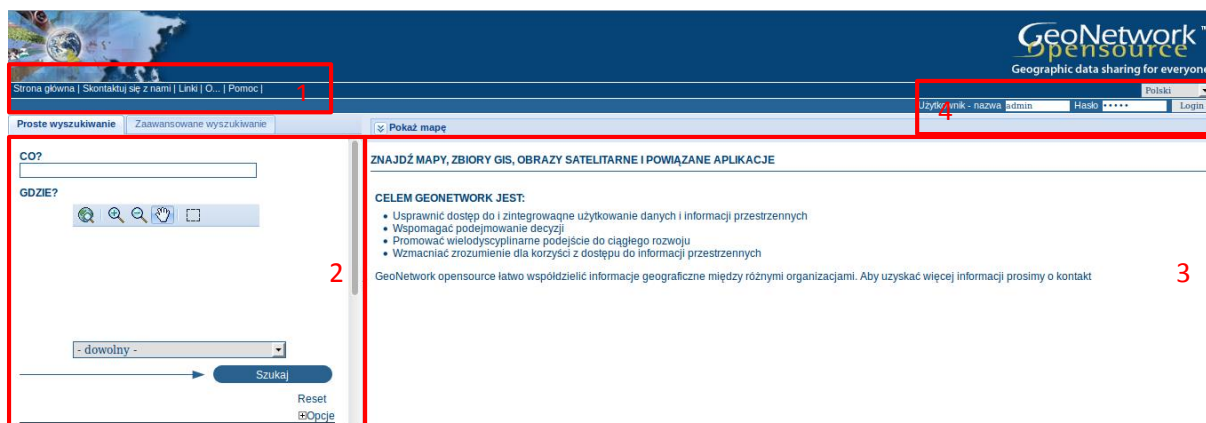 GeoNetwork™
Opensource
Geographic data sharing for everyone
Strona główna | Skontaktuj się z nami | Linki | O... | Pomoc |
1
Polski
4
Użytkownik - nazwa admin Hasło ••••• Login
Proste wyszukiwanie Zaawansowane wyszukiwanie
Pokaż mapę
CO?
GDZIE?
2
- dowolny -
Szukaj
Reset
Opcje
ZNAJDŹ MAPY, ZBIORY GIS, OBRAZY SATELITARNE I POWIĄZANE APLIKACJE
CELEM GEONETWORK JEST:
• Usprawnić dostęp do i zintegrowaqne użytkowanie danych i informacji przestrzennych
• Wspomagać podejmowanie decyzji
• Promować wielodyscyplinarne podejście do ciągłego rozwoju
• Wzmacniać zrozumienie dla korzyści z dostępu do informacji przestrzennych
GeoNetwork opensource łatwo współdzielić informacje geograficzne między różnymi organizacjami. Aby uzyskać więcej informacji prosimy o kontakt
3